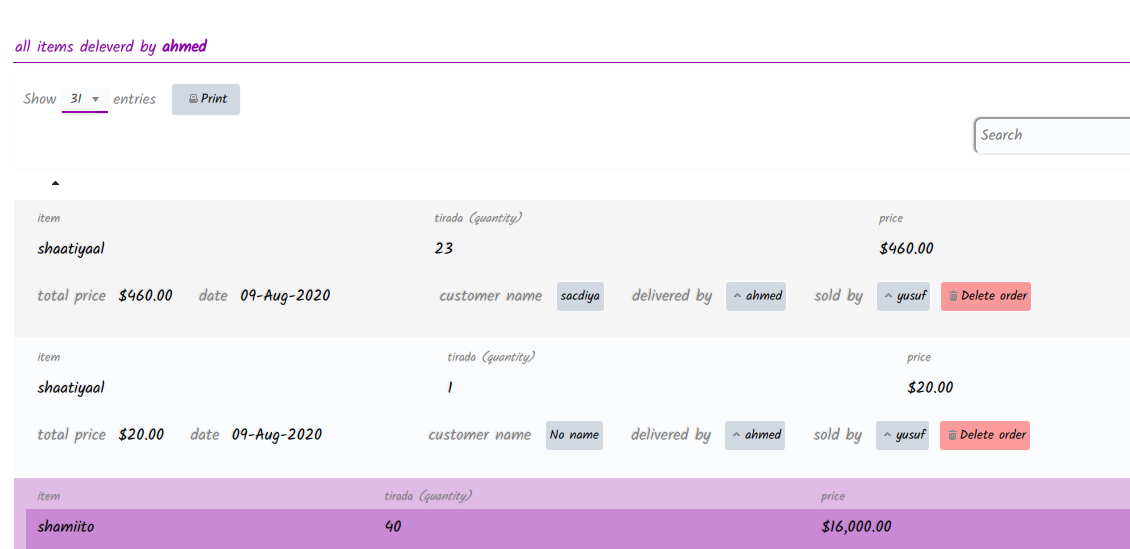 all items deleverd by ahmed
Show 31 entries Print
Search
item tirada (quantity) price
shaatiyaal 23 $460.00
total price $460.00 date 09-Aug-2020 customer name sacdiya delivered by ahmed sold by yusuf Delete order
item tirada (quantity) price
shaatiyaal 1 $20.00
total price $20.00 date 09-Aug-2020 customer name No name delivered by ahmed sold by yusuf Delete order
item tirada (quantity) price
shamiito 40 $16,000.00